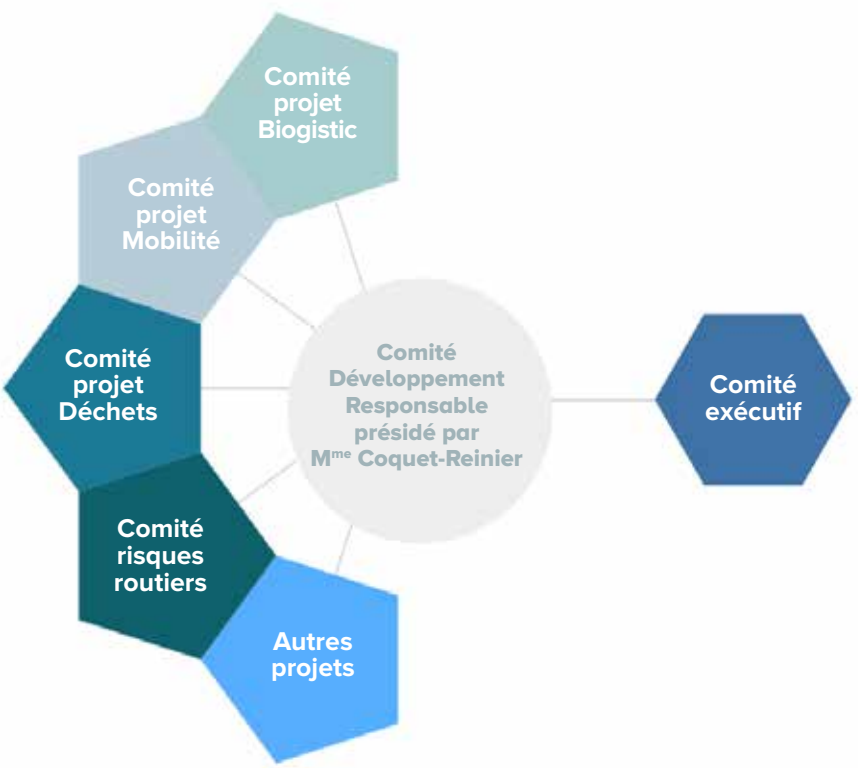 Comité
projet
Biogistic
Comité
projet
Mobilité
Comité
projet
Déchets
Comité
risques
routiers
Autres
projets
Comité
Développement
Responsable
présidé par
Mme Coquet-Reinier
Comité
exécutif